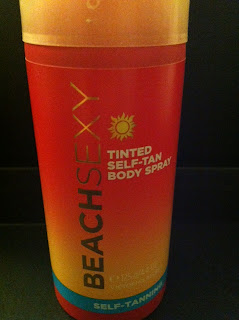 BEACHSEXY
TINTED
SELF-TAN
BODY SPRAY
SELF-TANNING